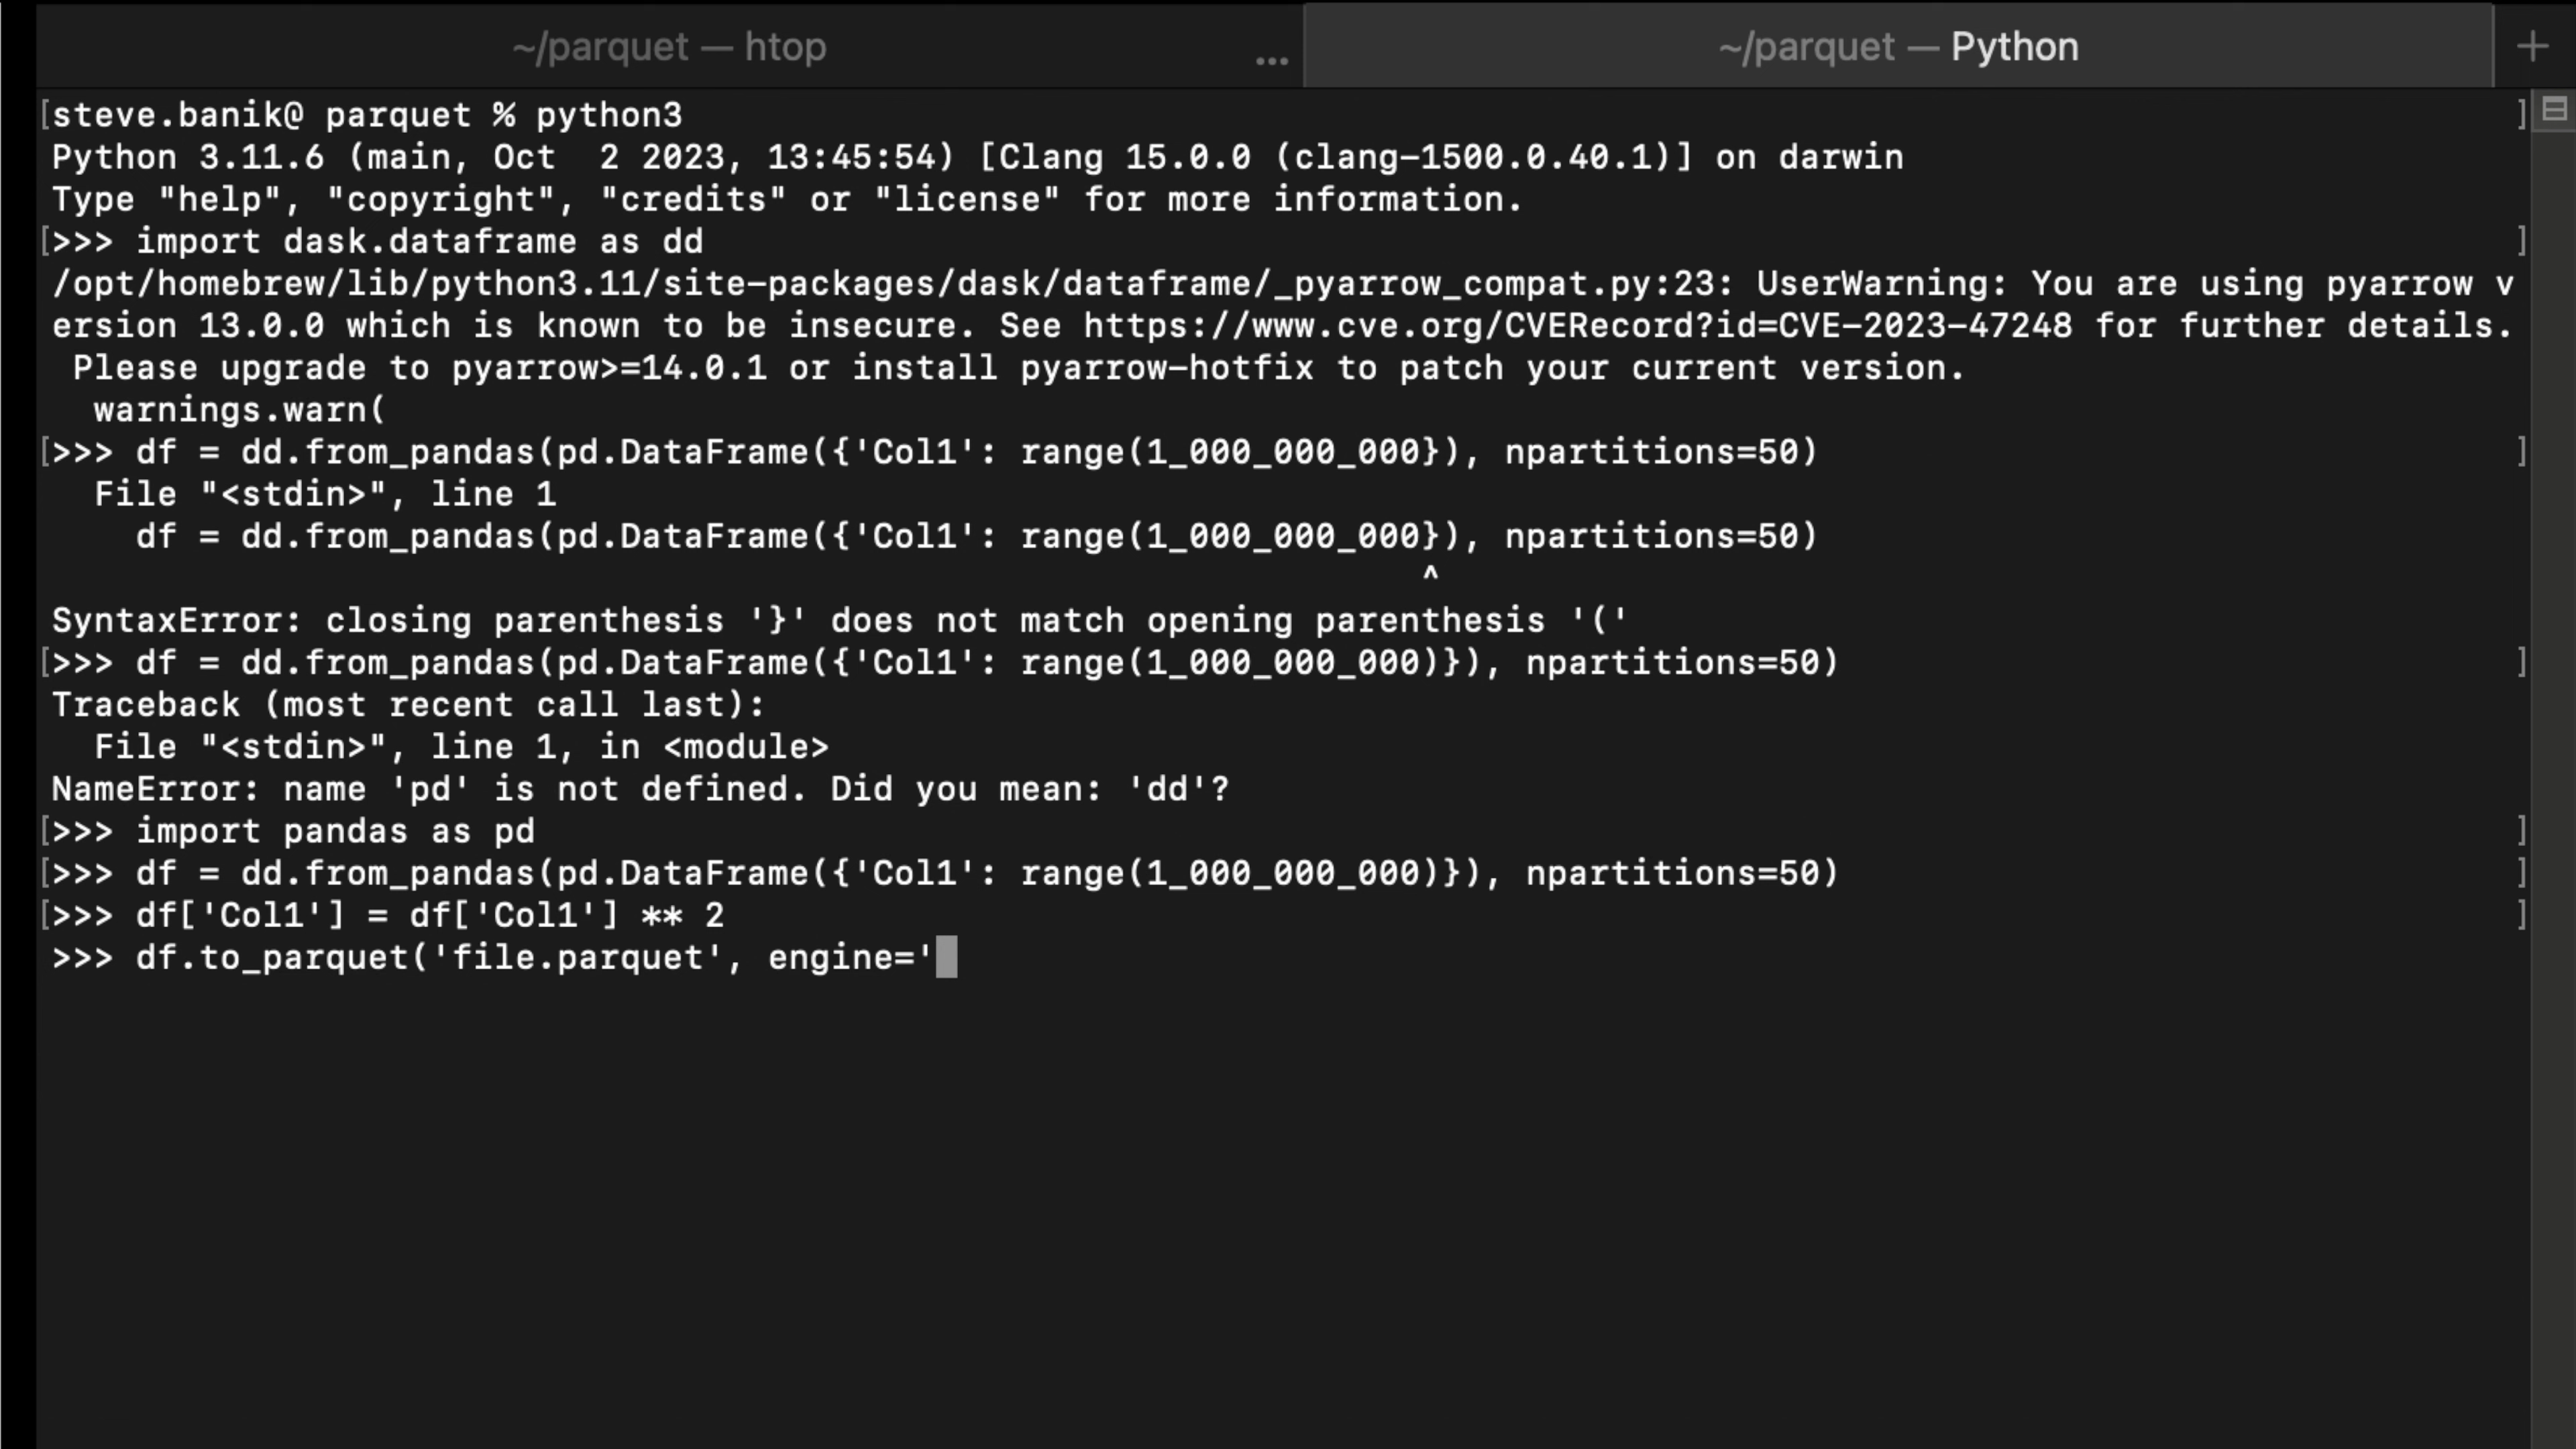 ~/parquet — htop
...
~/parquet — Python
+
[steve.banik@ parquet % python3 ]
Python 3.11.6 (main, Oct  2 2023, 13:45:54) [Clang 15.0.0 (clang-1500.0.40.1)] on darwin
Type "help", "copyright", "credits" or "license" for more information.
[>>> import dask.dataframe as dd ]
/opt/homebrew/lib/python3.11/site-packages/dask/dataframe/_pyarrow_compat.py:23: UserWarning: You are using pyarrow v
ersion 13.0.0 which is known to be insecure. See https://www.cve.org/CVERecord?id=CVE-2023-47248 for further details.
 Please upgrade to pyarrow>=14.0.1 or install pyarrow-hotfix to patch your current version.
  warnings.warn(
[>>> df = dd.from_pandas(pd.DataFrame({'Col1': range(1_000_000_000}), npartitions=50) ]
  File "<stdin>", line 1
    df = dd.from_pandas(pd.DataFrame({'Col1': range(1_000_000_000}), npartitions=50)
                                                                 ^
SyntaxError: closing parenthesis '}' does not match opening parenthesis '('
[>>> df = dd.from_pandas(pd.DataFrame({'Col1': range(1_000_000_000)}), npartitions=50) ]
Traceback (most recent call last):
  File "<stdin>", line 1, in <module>
NameError: name 'pd' is not defined. Did you mean: 'dd'?
[>>> import pandas as pd ]
[>>> df = dd.from_pandas(pd.DataFrame({'Col1': range(1_000_000_000)}), npartitions=50) ]
[>>> df['Col1'] = df['Col1'] ** 2 ]
>>> df.to_parquet('file.parquet', engine='